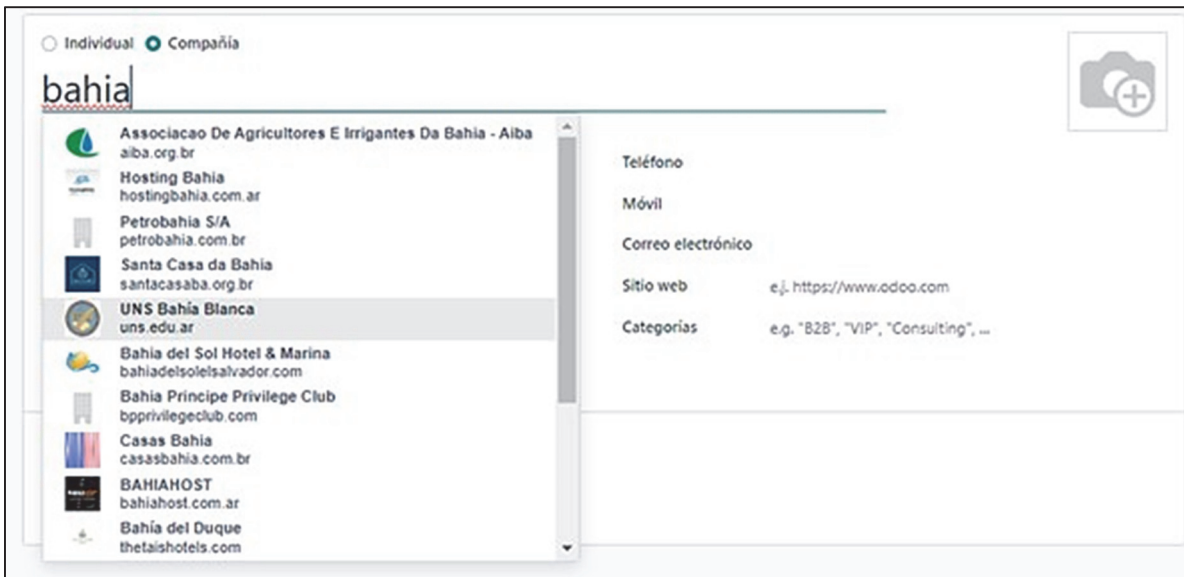 Individual Compañía
bahia
Associacao De Agricultores E Irrigantes Da Bahia - Aiba
aiba.org.br
Hosting Bahia
hostingbahia.com.ar
Petrobahia S/A
petrobahia.com.br
Santa Casa da Bahia
santacasaba.org.br
UNS Bahía Blanca
uns.edu.ar
Bahia del Sol Hotel & Marina
bahiadelsolelsalvador.com
Bahia Principe Privilege Club
bpprivilegeclub.com
Casas Bahia
casasbahia.com.br
BAHIAHOST
bahiahost.com.ar
Bahía del Duque
thetaishotels.com
Teléfono
Móvil
Correo electrónico
Sitio web e.j. https://www.odoo.com
Categorías e.g. "B2B", "VIP", "Consulting", ...